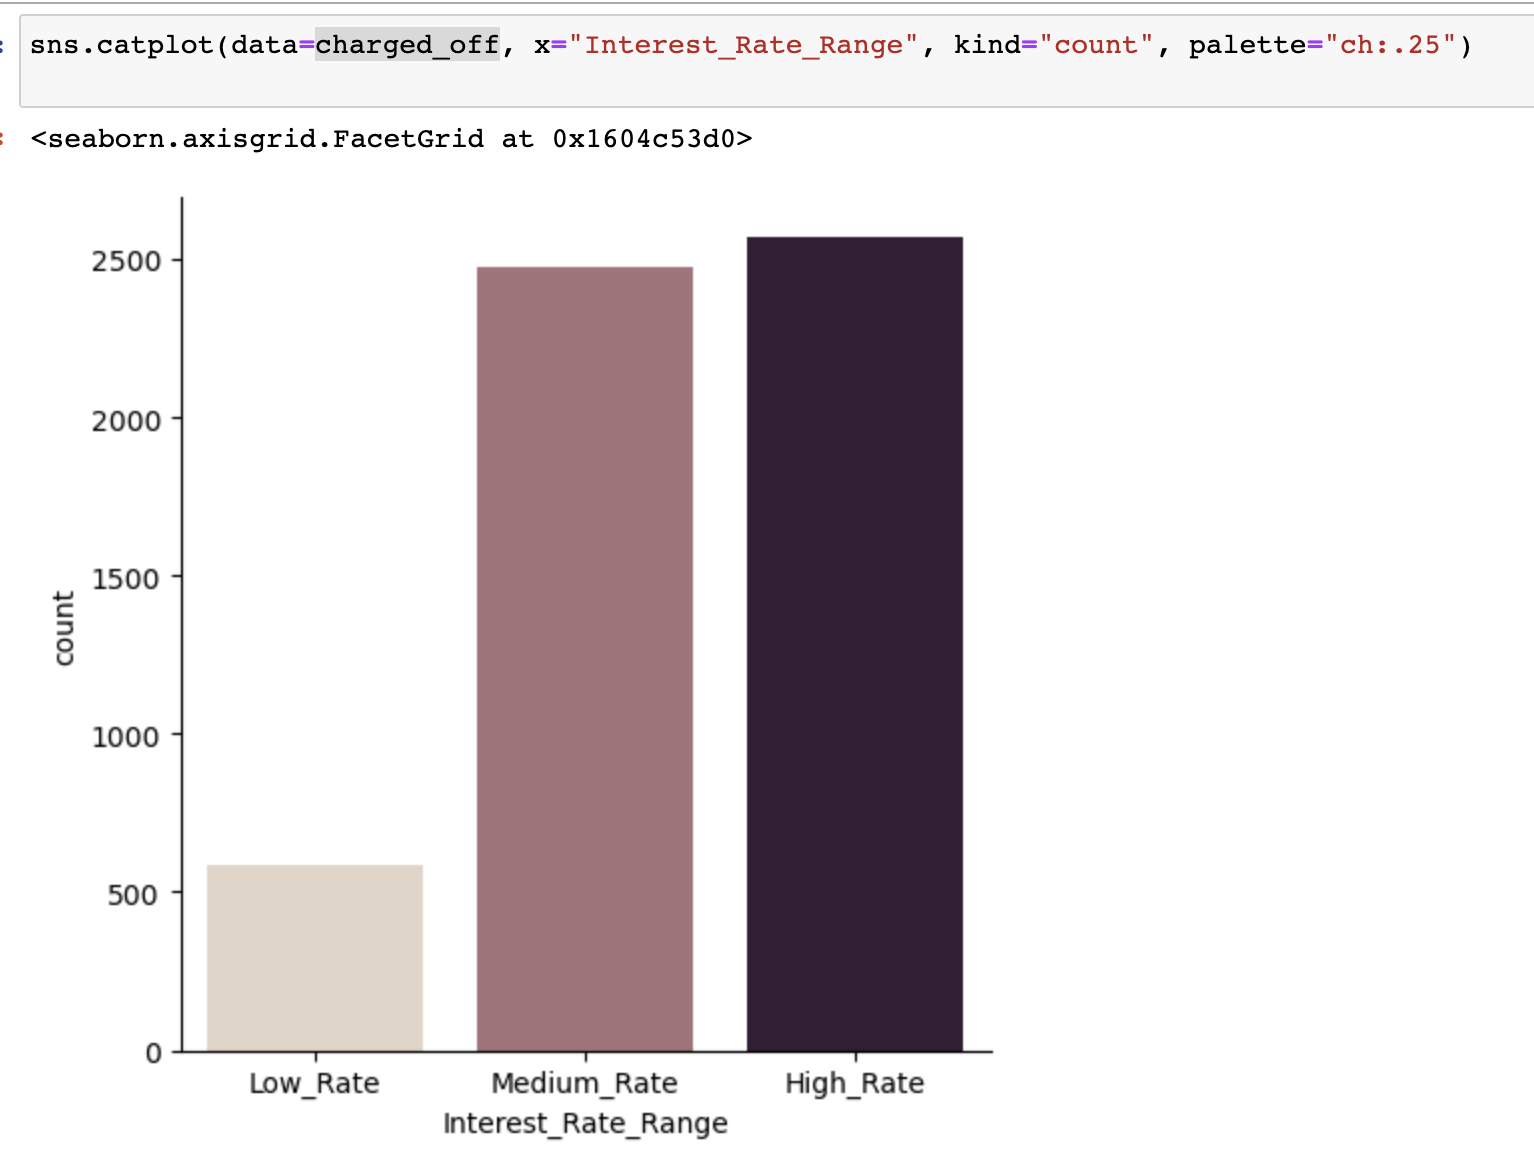 sns.catplot(data=charged_off, x="Interest_Rate_Range", kind="count", palette="ch:.25")
<seaborn.axisgrid.FacetGrid at 0x1604c53d0>
2500
2000
1500
1000
500
0
count
Low_Rate Medium_Rate High_Rate
Interest_Rate_Range